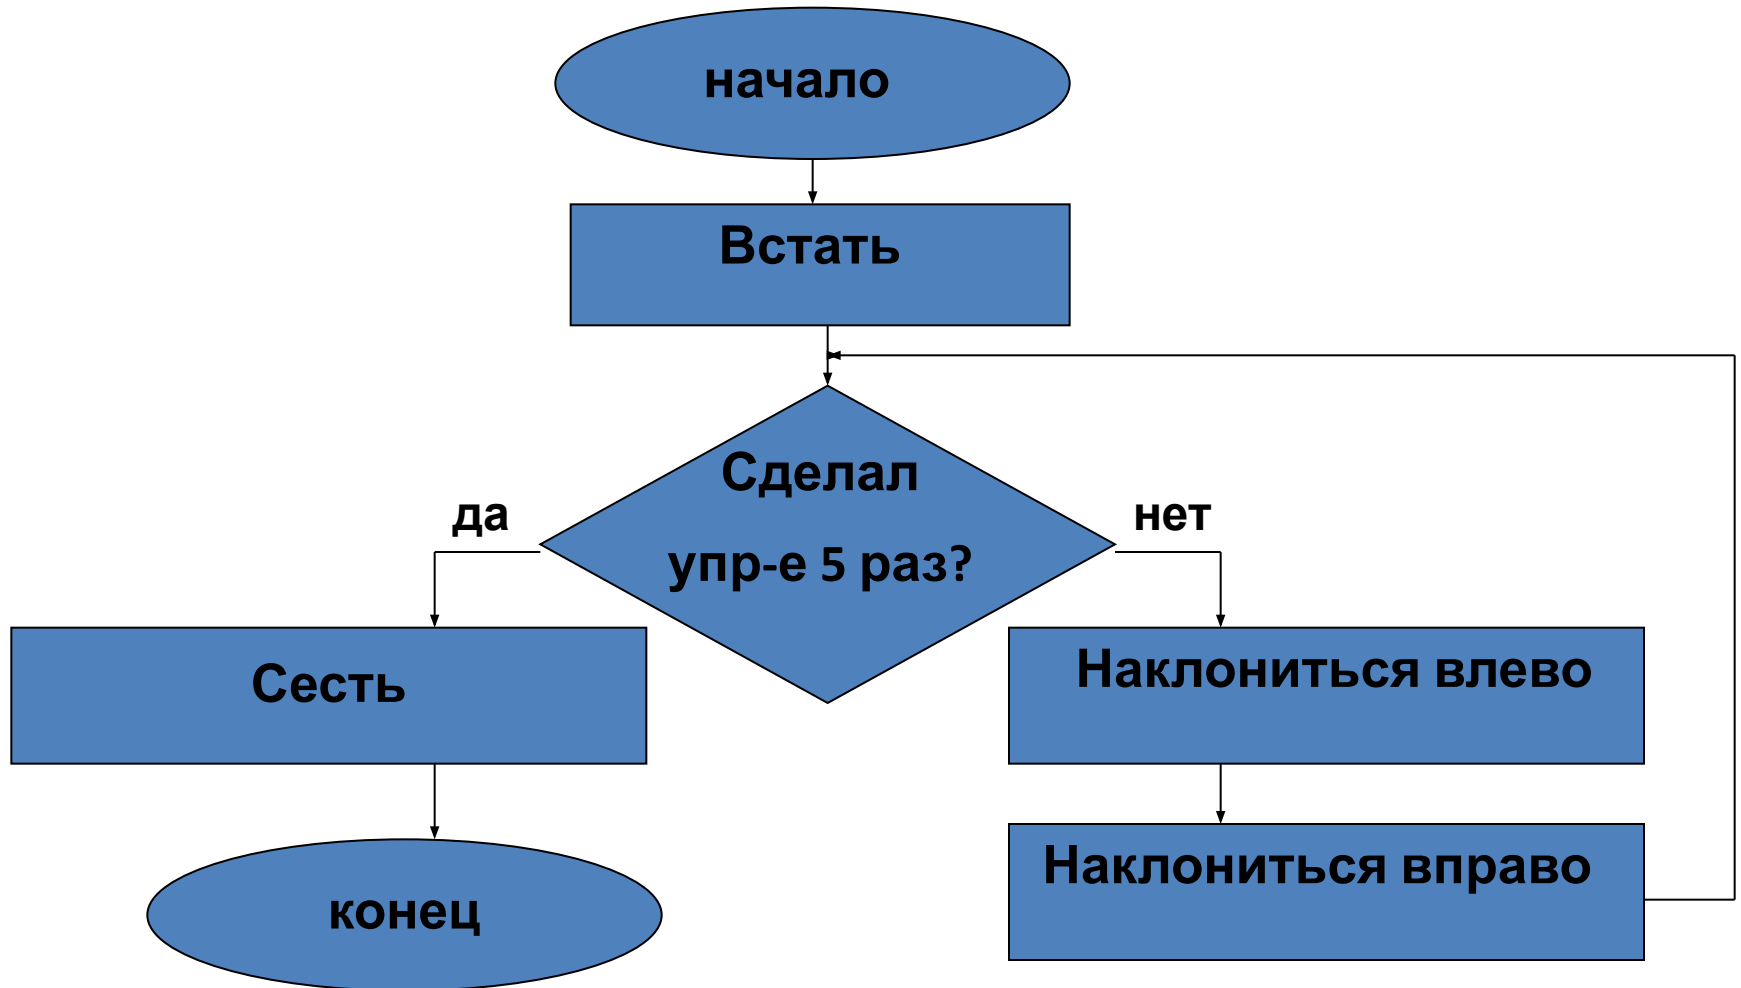 начало
Встать
Сделал
упр-е 5 раз?
да
нет
Сесть
Наклониться влево
Наклониться вправо
конец